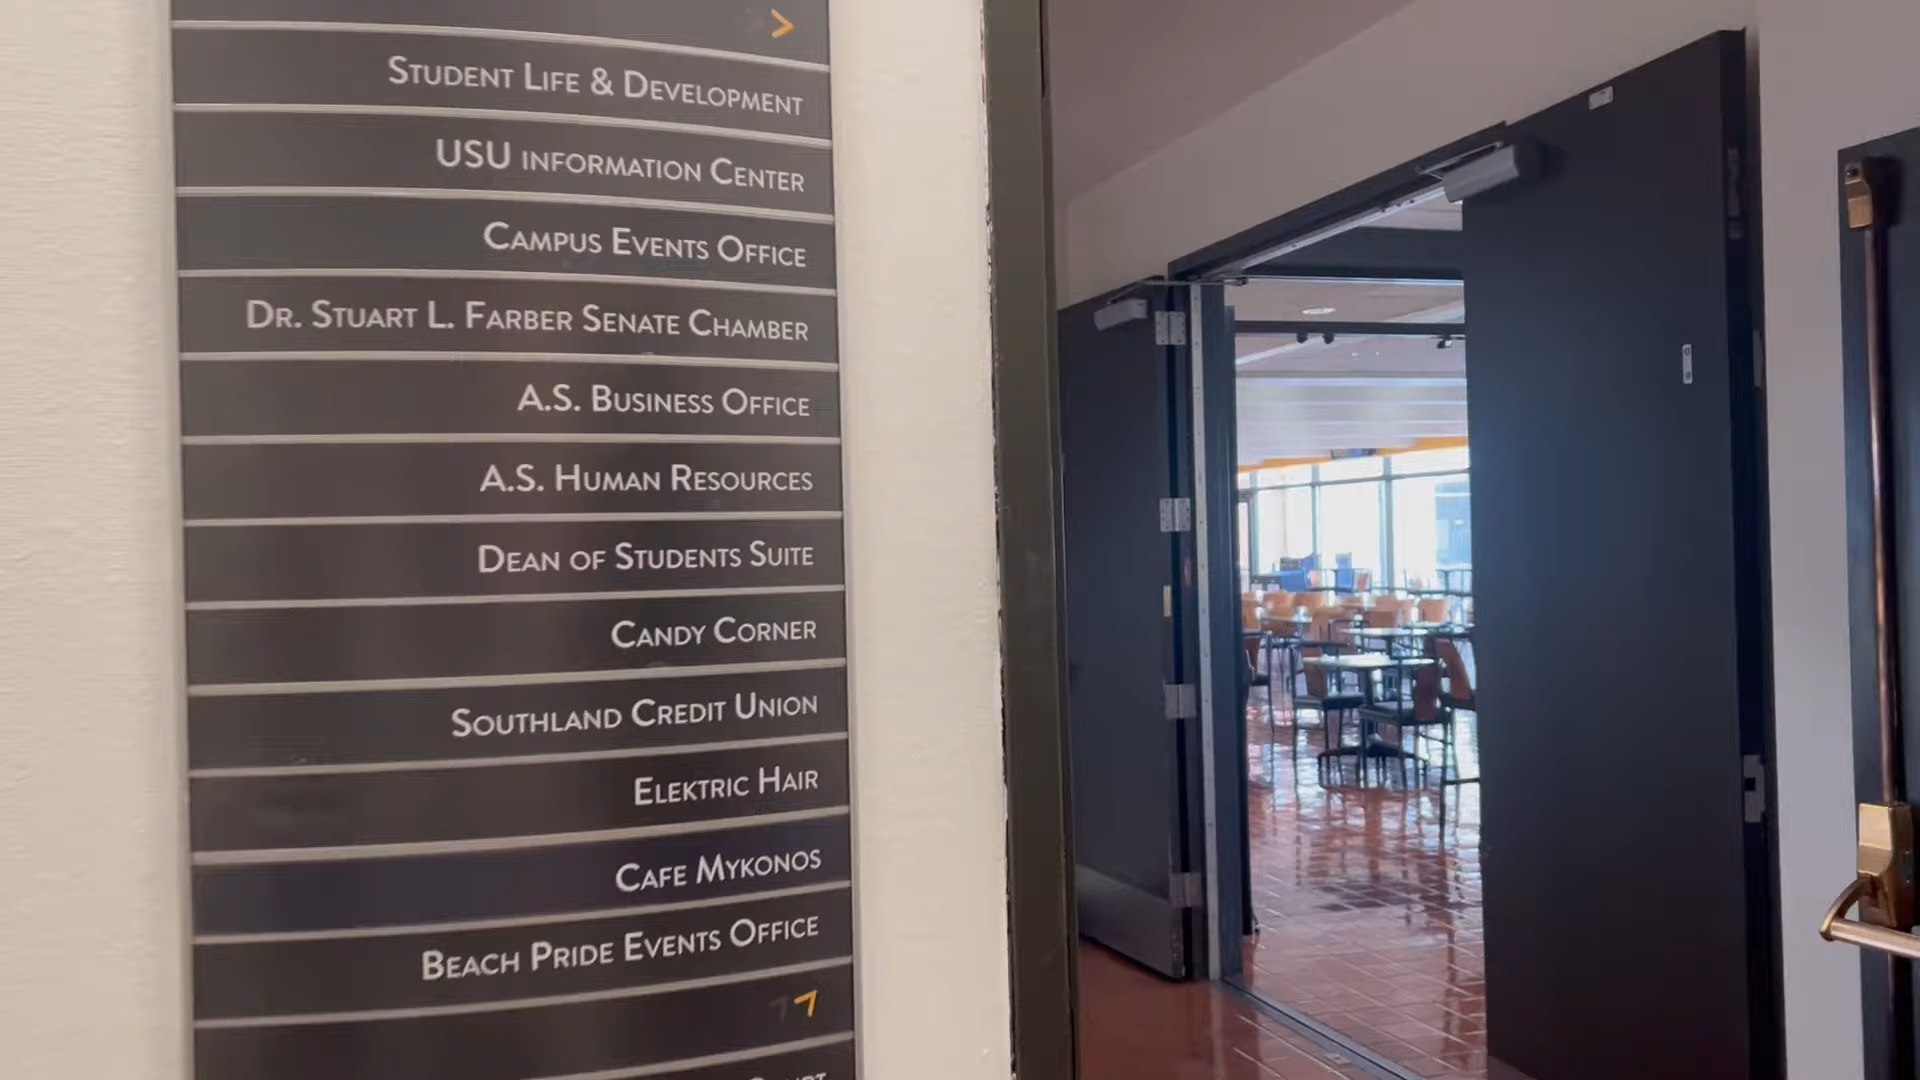 STUDENT LIFE & DEVELOPMENT
USU INFORMATION CENTER
CAMPUS EVENTS OFFICE
DR. STUART L. FARBER SENATE CHAMBER
A.S. BUSINESS OFFICE
A.S. HUMAN RESOURCES
DEAN OF STUDENTS SUITE
CANDY CORNER
SOUTHLAND CREDIT UNION
ELEKTRIC HAIR
CAFE MYKONOS
BEACH PRIDE EVENTS OFFICE